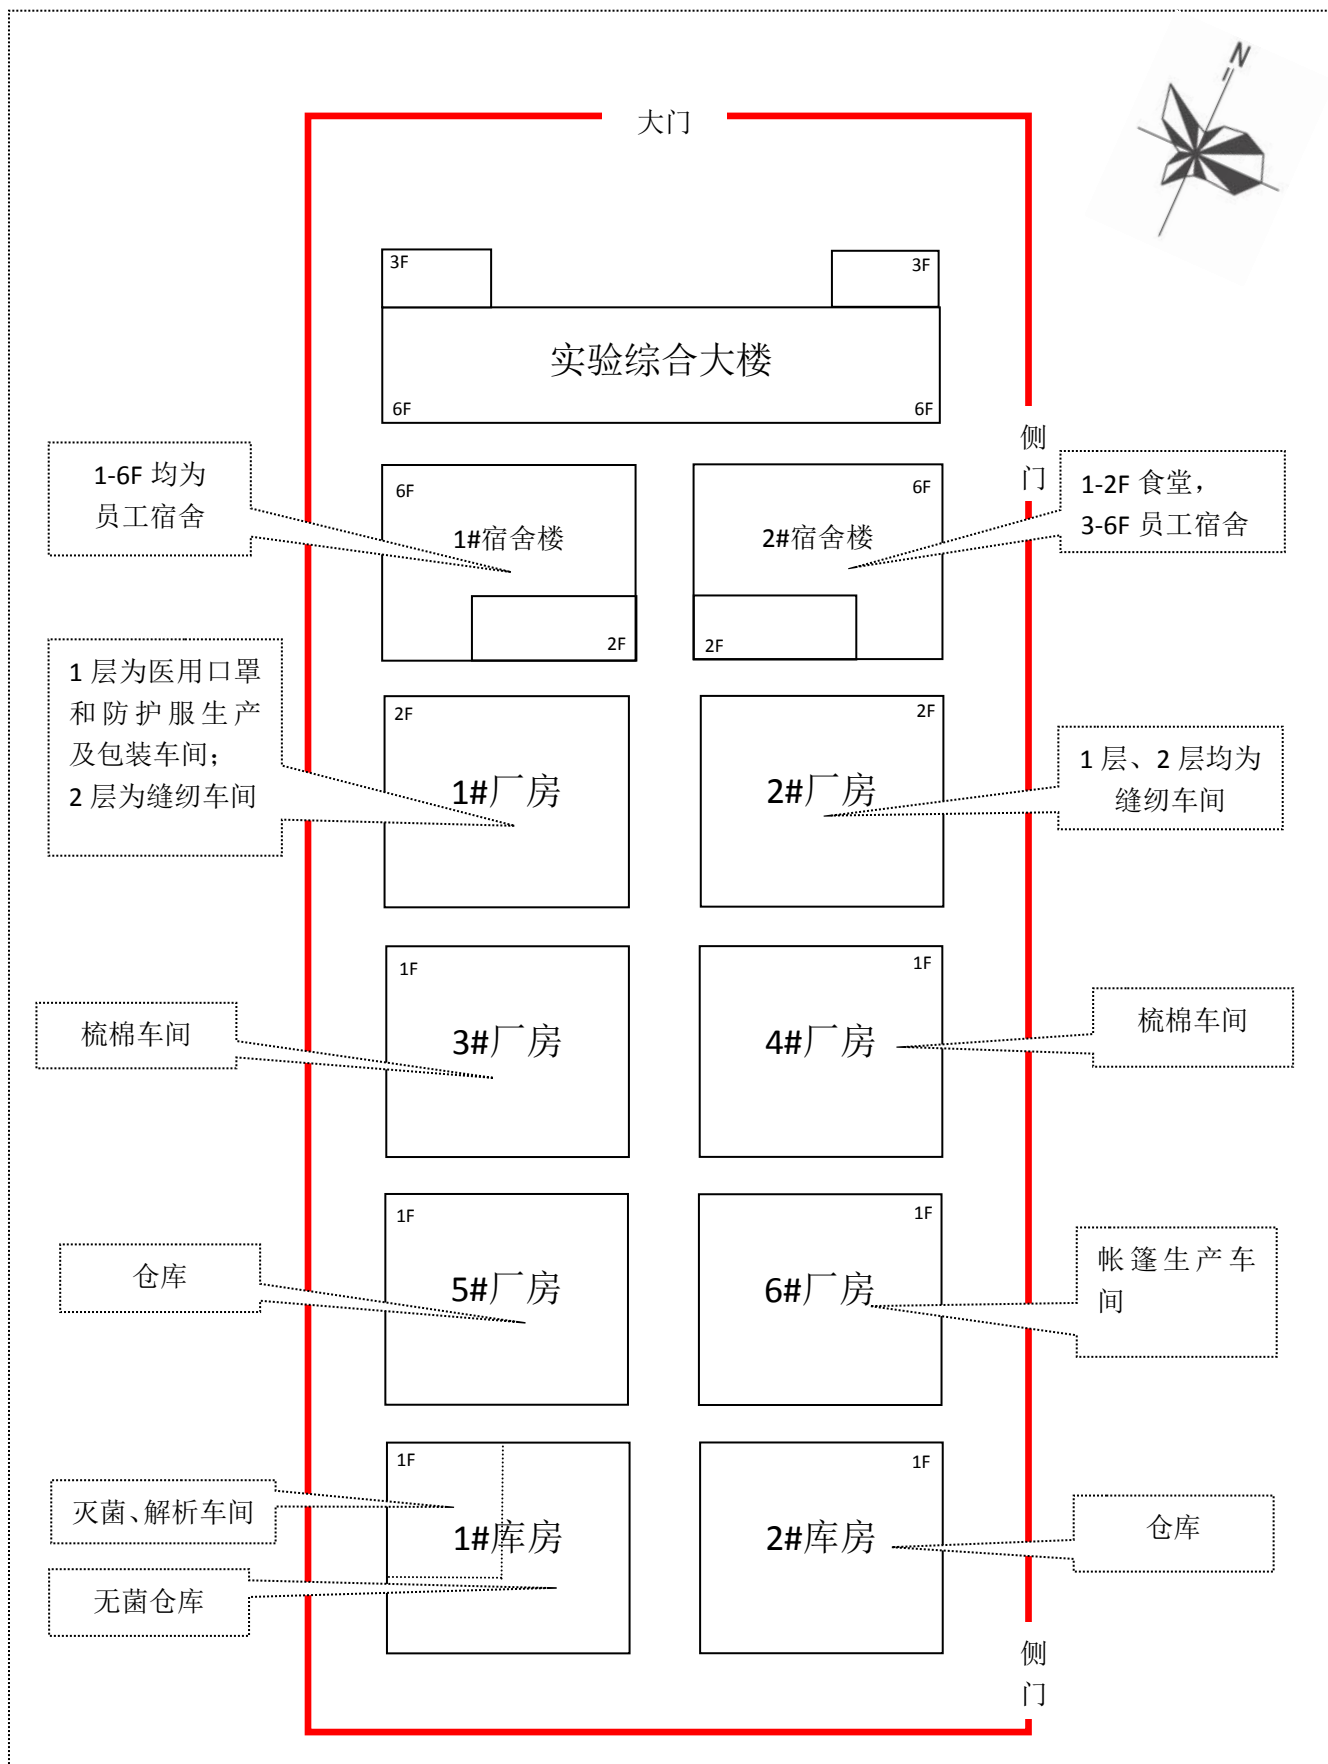 N
大门
3F
3F
实验综合大楼
6F
6F
侧
门
1-6F 均为
员工宿舍
6F
1#宿舍楼
2F
6F
2#宿舍楼
2F
1-2F 食堂，
3-6F 员工宿舍
1 层为医用口罩
和防护服生产
及包装车间；
2 层为缝纫车间
2F
1#厂房
2F
2#厂房
1 层、2 层均为
缝纫车间
梳棉车间
1F
3#厂房
1F
4#厂房
梳棉车间
仓库
1F
5#厂房
1F
6#厂房
帐篷生产车
间
灭菌、解析车间
无菌仓库
1F
1#库房
1F
2#库房
仓库
侧
门